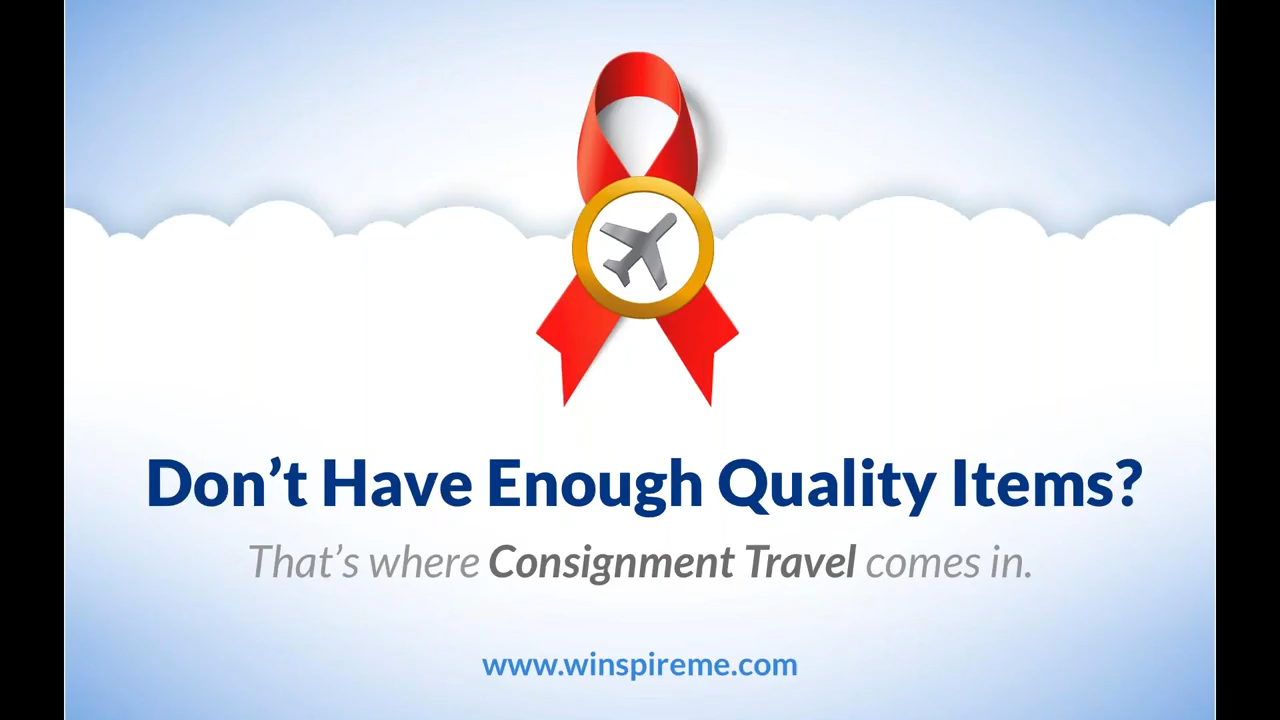 Don’t Have Enough Quality Items?
That’s where Consignment Travel comes in.
www.winspireme.com